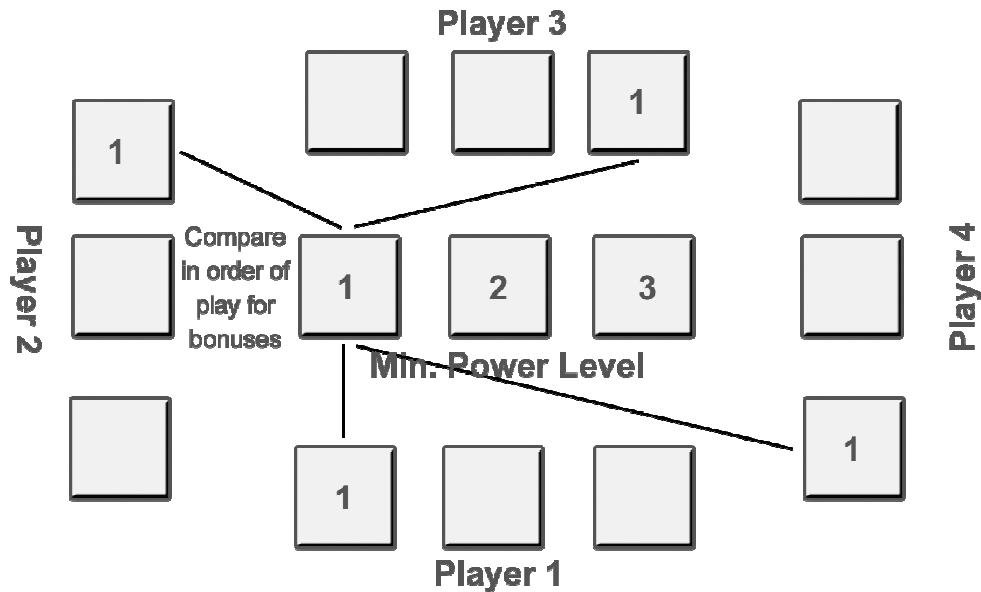 Player 3
1
1
Player 2
Compare
in order of
play for
bonuses
1
2
3
Player 4
Min. Power Level
1
1
Player 1